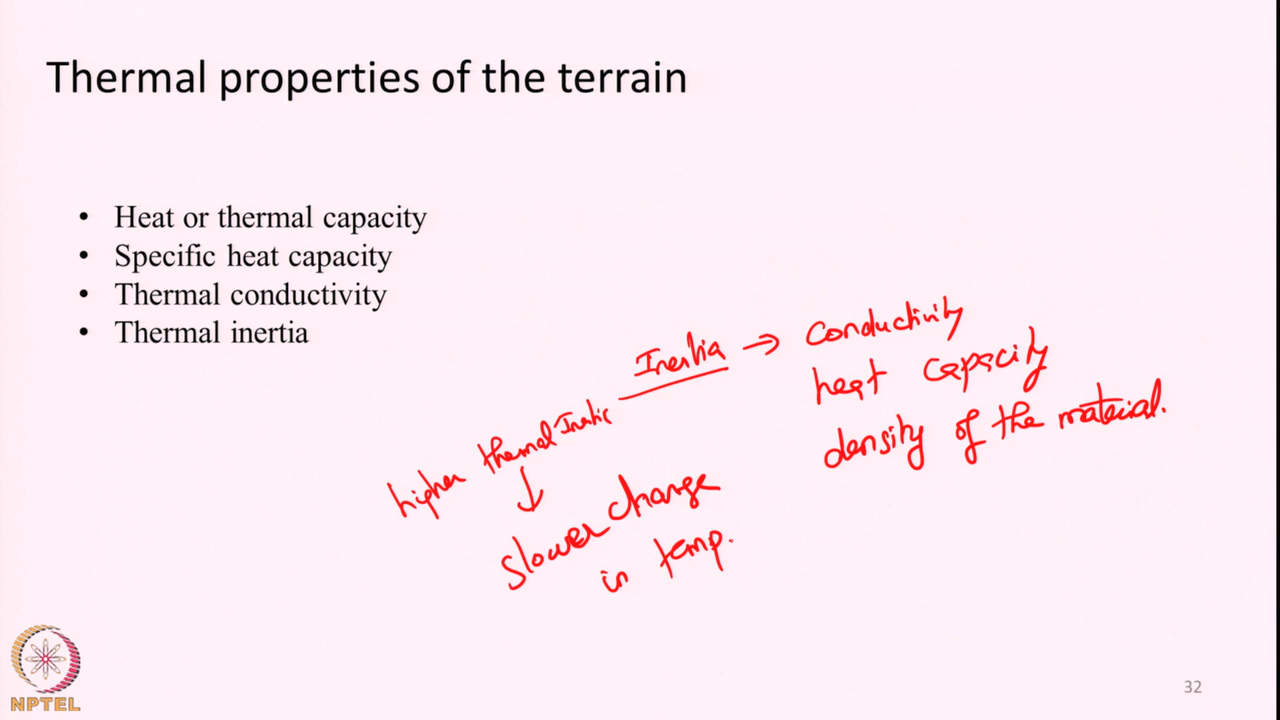 Thermal properties of the terrain
• Heat or thermal capacity
• Specific heat capacity
• Thermal conductivity
• Thermal inertia
Inertia → conductivity
heat capacity
density of the material.
higher thermal Inertia
↓
slower change
in temp.
NPTEL
32